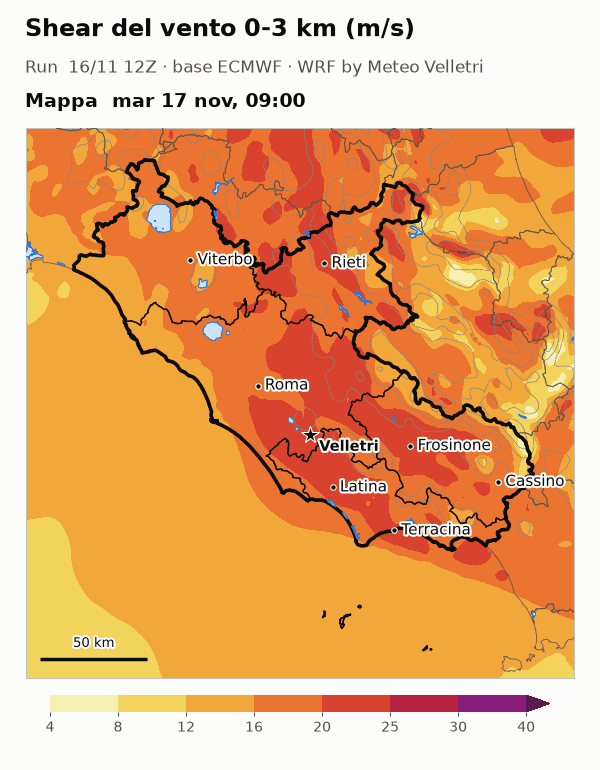 Shear del vento 0-3 km (m/s)
Run  16/11 12Z · base ECMWF · WRF by Meteo Velletri
Mappa  mar 17 nov, 09:00
Viterbo
Rieti
Roma
Velletri
Frosinone
Latina
Cassino
Terracina
50 km
4 8 12 16 20 25 30 40